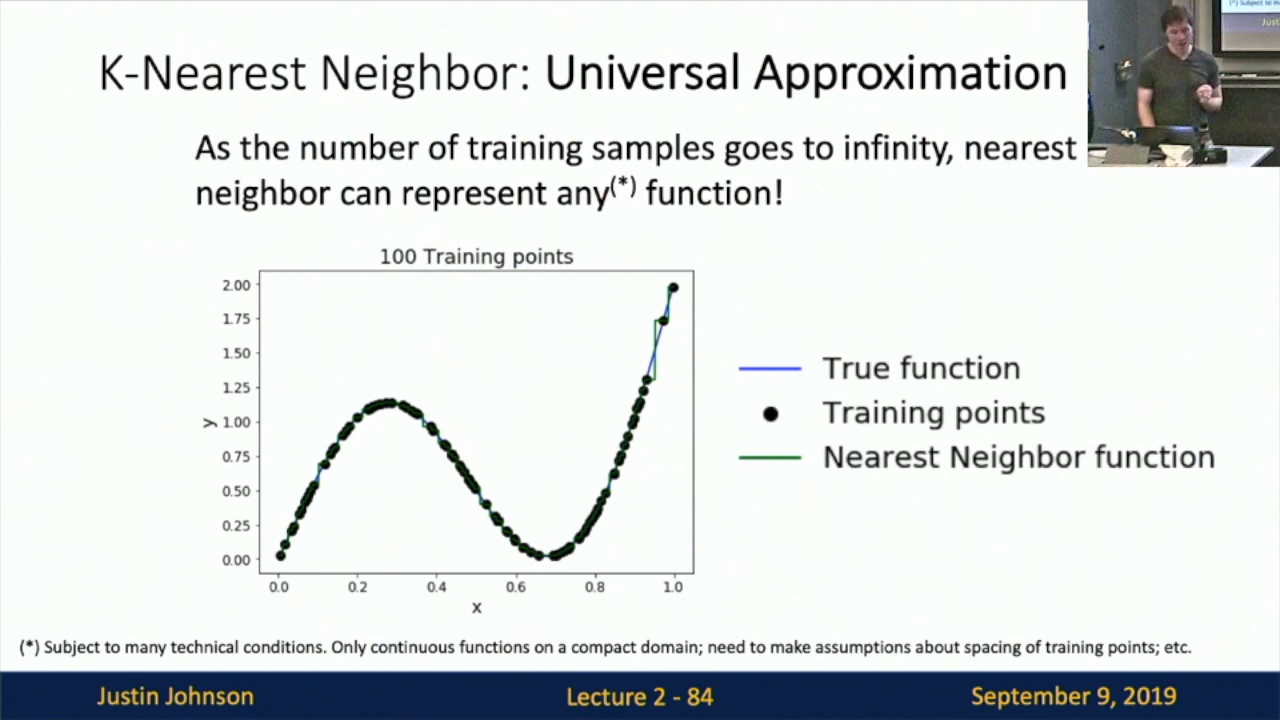 K-Nearest Neighbor: Universal Approximation
As the number of training samples goes to infinity, nearest
neighbor can represent any(*) function!
100 Training points
2.00
1.75
1.50
1.25
1.00
0.75
0.50
0.25
0.00
y
0.0 0.2 0.4 0.6 0.8 1.0
x
True function
Training points
Nearest Neighbor function
(*) Subject to many technical conditions. Only continuous functions on a compact domain; need to make assumptions about spacing of training points; etc.
Justin Johnson
Lecture 2 - 84
September 9, 2019